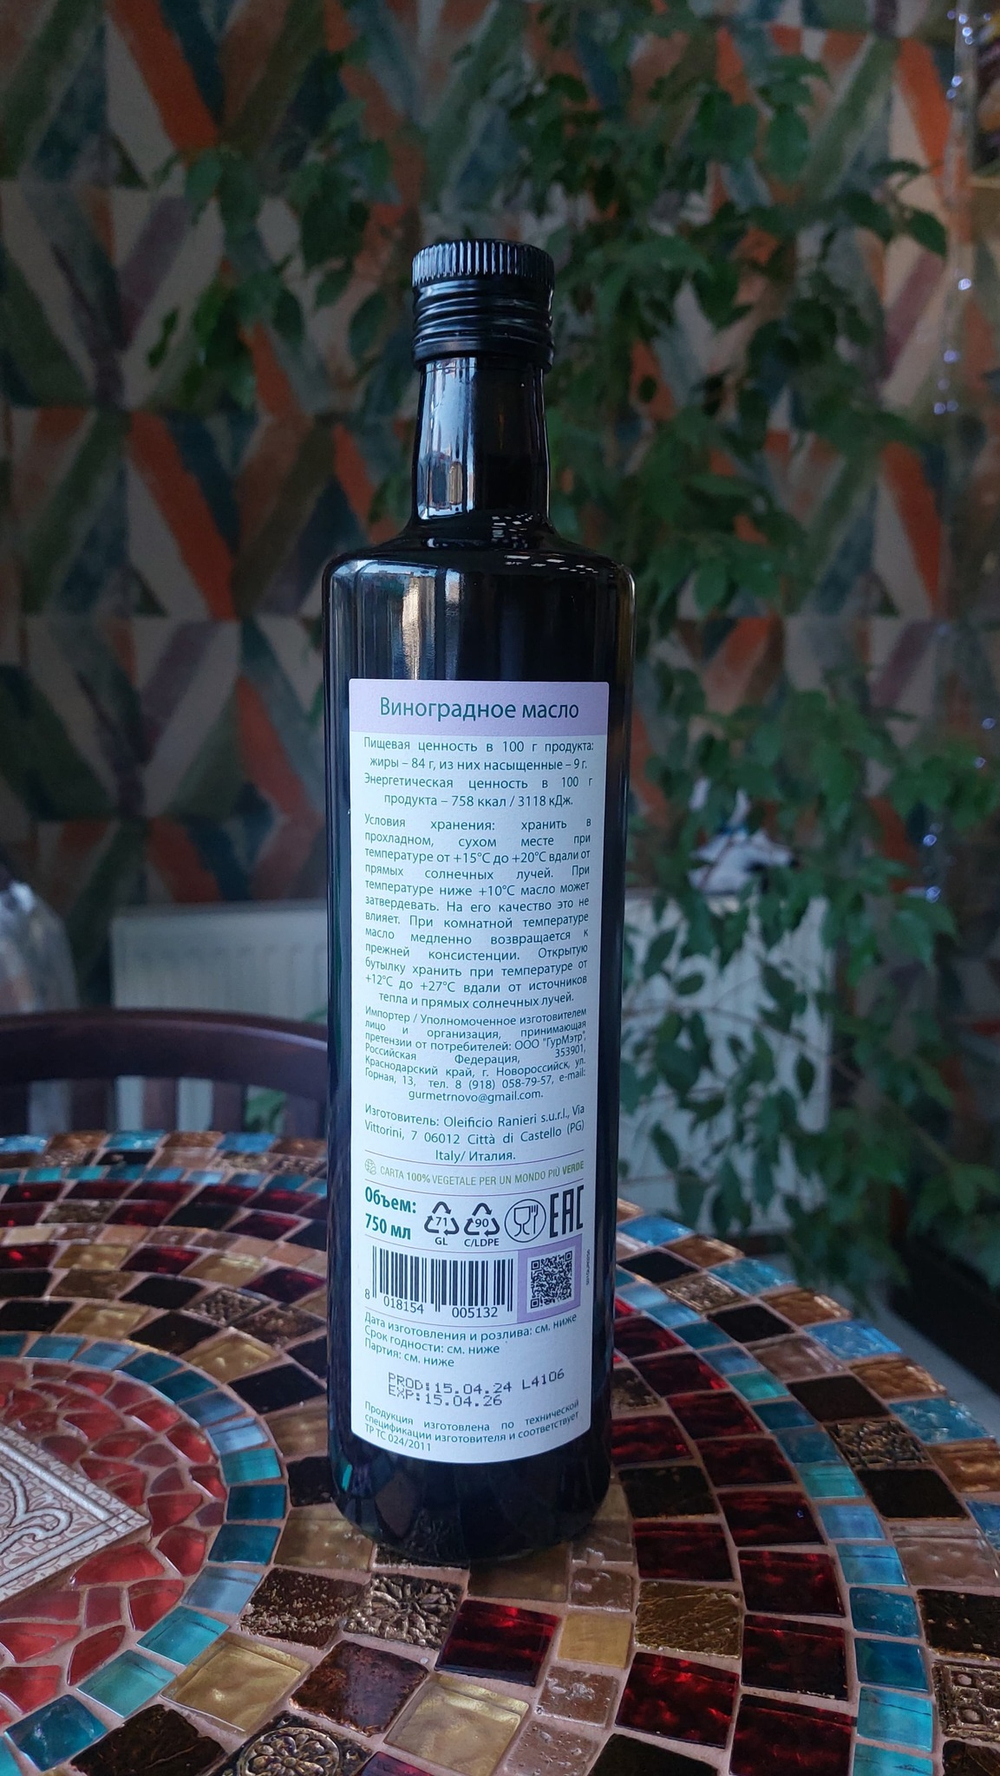 Виноградное масло
Пищевая ценность в 100 г продукта:
жиры – 84 г, из них насыщенные – 9 г.
Энергетическая ценность в 100 г
продукта – 758 ккал / 3118 кДж.
Условия хранения: хранить в
прохладном, сухом месте при
температуре от +15°C до +20°C вдали от
прямых солнечных лучей. При
температуре ниже +10°C масло может
затвердевать. На его качество это не
влияет. При комнатной температуре
масло медленно возвращается к
прежней консистенции. Открытую
бутылку хранить при температуре от
+12°C до +27°C вдали от источников
тепла и прямых солнечных лучей.
Импортер / Уполномоченное изготовителем
лицо и организация, принимающая
претензии от потребителей: ООО "ГурМэтр",
Российская Федерация, 353901,
Краснодарский край, г. Новороссийск, ул.
Горная, 13, тел. 8 (918) 058-79-57, e-mail:
gurmetrnovo@gmail.com.
Изготовитель: Oleificio Ranieri s.u.r.l., Via
Vittorini, 7 06012 Città di Castello (PG)
Italy/ Италия.
CARTA 100% VEGETALE PER UN MONDO PIÙ VERDE
Объем:
750 мл
71
GL
90
C/LDPE
EAC
8 018154 005132
Дата изготовления и розлива: см. ниже
Срок годности: см. ниже
Партия: см. ниже
PROD:15.04.24 L4106
EXP:15.04.26
Продукция изготовлена по технической
спецификации изготовителя и соответствует
ТР ТС 024/2011